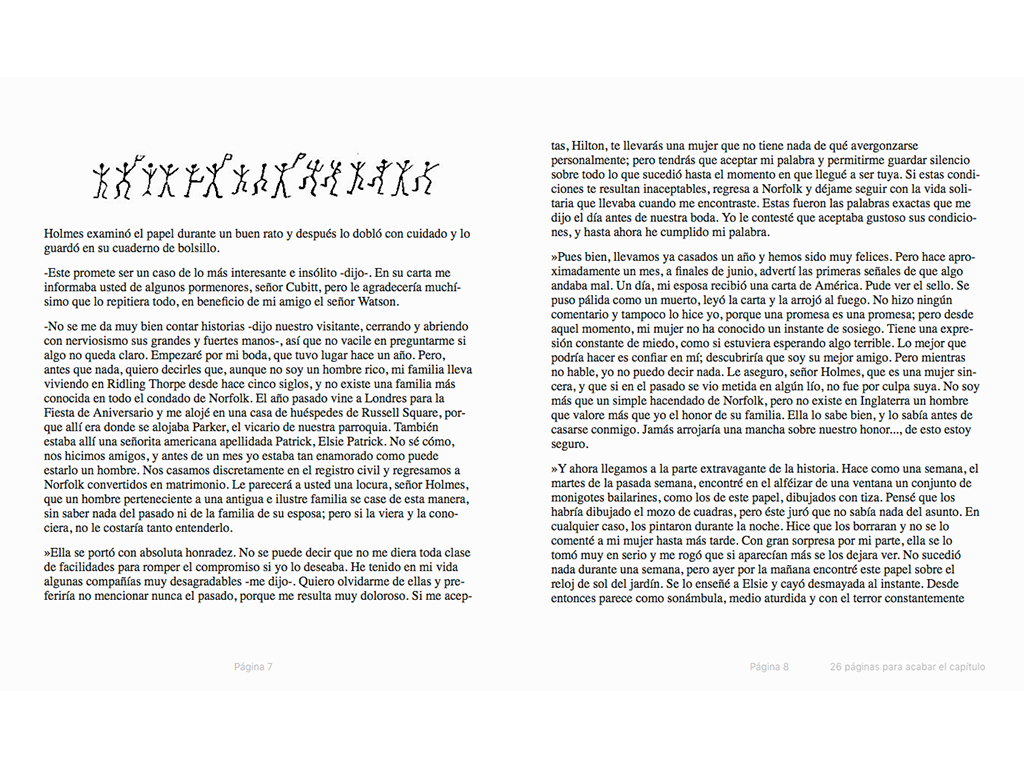 Holmes examinó el papel durante un buen rato y después lo dobló con cuidado y lo
guardó en su cuaderno de bolsillo.
-Este promete ser un caso de lo más interesante e insólito -dijo-. En su carta me
informaba usted de algunos pormenores, señor Cubitt, pero le agradecería muchí-
simo que lo repitiera todo, en beneficio de mi amigo el señor Watson.
-No se me da muy bien contar historias -dijo nuestro visitante, cerrando y abriendo
con nerviosismo sus grandes y fuertes manos-, así que no vacile en preguntarme si
algo no queda claro. Empezaré por mi boda, que tuvo lugar hace un año. Pero,
antes que nada, quiero decirles que, aunque no soy un hombre rico, mi familia lleva
viviendo en Ridling Thorpe desde hace cinco siglos, y no existe una familia más
conocida en todo el condado de Norfolk. El año pasado vine a Londres para la
Fiesta de Aniversario y me alojé en una casa de huéspedes de Russell Square, por-
que allí era donde se alojaba Parker, el vicario de nuestra parroquia. También
estaba allí una señorita americana apellidada Patrick, Elsie Patrick. No sé cómo,
nos hicimos amigos, y antes de un mes yo estaba tan enamorado como puede
estarlo un hombre. Nos casamos discretamente en el registro civil y regresamos a
Norfolk convertidos en matrimonio. Le parecerá a usted una locura, señor Holmes,
que un hombre perteneciente a una antigua e ilustre familia se case de esta manera,
sin saber nada del pasado ni de la familia de su esposa; pero si la viera y la cono-
ciera, no le costaría tanto entenderlo.
»Ella se portó con absoluta honradez. No se puede decir que no me diera toda clase
de facilidades para romper el compromiso si yo lo deseaba. He tenido en mi vida
algunas compañías muy desagradables -me dijo-. Quiero olvidarme de ellas y pre-
feriría no mencionar nunca el pasado, porque me resulta muy doloroso. Si me acep-
Página 7
tas, Hilton, te llevarás una mujer que no tiene nada de qué avergonzarse
personalmente; pero tendrás que aceptar mi palabra y permitirme guardar silencio
sobre todo lo que sucedió hasta el momento en que llegué a ser tuya. Si estas condi-
ciones te resultan inaceptables, regresa a Norfolk y déjame seguir con la vida soli-
taria que llevaba cuando me encontraste. Estas fueron las palabras exactas que me
dijo el día antes de nuestra boda. Yo le contesté que aceptaba gustoso sus condicio-
nes, y hasta ahora he cumplido mi palabra.
»Pues bien, llevamos ya casados un año y hemos sido muy felices. Pero hace apro-
ximadamente un mes, a finales de junio, advertí las primeras señales de que algo
andaba mal. Un día, mi esposa recibió una carta de América. Pude ver el sello. Se
puso pálida como un muerto, leyó la carta y la arrojó al fuego. No hizo ningún
comentario y tampoco lo hice yo, porque una promesa es una promesa; pero desde
aquel momento, mi mujer no ha conocido un instante de sosiego. Tiene una expre-
sión constante de miedo, como si estuviera esperando algo terrible. Lo mejor que
podría hacer es confiar en mí; descubriría que soy su mejor amigo. Pero mientras
no hable, yo no puedo decir nada. Le aseguro, señor Holmes, que es una mujer sin-
cera, y que si en el pasado se vio metida en algún lío, no fue por culpa suya. No soy
más que un simple hacendado de Norfolk, pero no existe en Inglaterra un hombre
que valore más que yo el honor de su familia. Ella lo sabe bien, y lo sabía antes de
casarse conmigo. Jamás arrojaría una mancha sobre nuestro honor..., de esto estoy
seguro.
»Y ahora llegamos a la parte extravagante de la historia. Hace como una semana, el
martes de la pasada semana, encontré en el alféizar de una ventana un conjunto de
monigotes bailarines, como los de este papel, dibujados con tiza. Pensé que los
habría dibujado el mozo de cuadras, pero éste juró que no sabía nada del asunto. En
cualquier caso, los pintaron durante la noche. Hice que los borraran y no se lo
comenté a mi mujer hasta más tarde. Con gran sorpresa por mi parte, ella se lo
tomó muy en serio y me rogó que si aparecían más se los dejara ver. No sucedió
nada durante una semana, pero ayer por la mañana encontré este papel sobre el
reloj de sol del jardín. Se lo enseñé a Elsie y cayó desmayada al instante. Desde
entonces parece como sonámbula, medio aturdida y con el terror constantemente
Página 8
26 páginas para acabar el capítulo